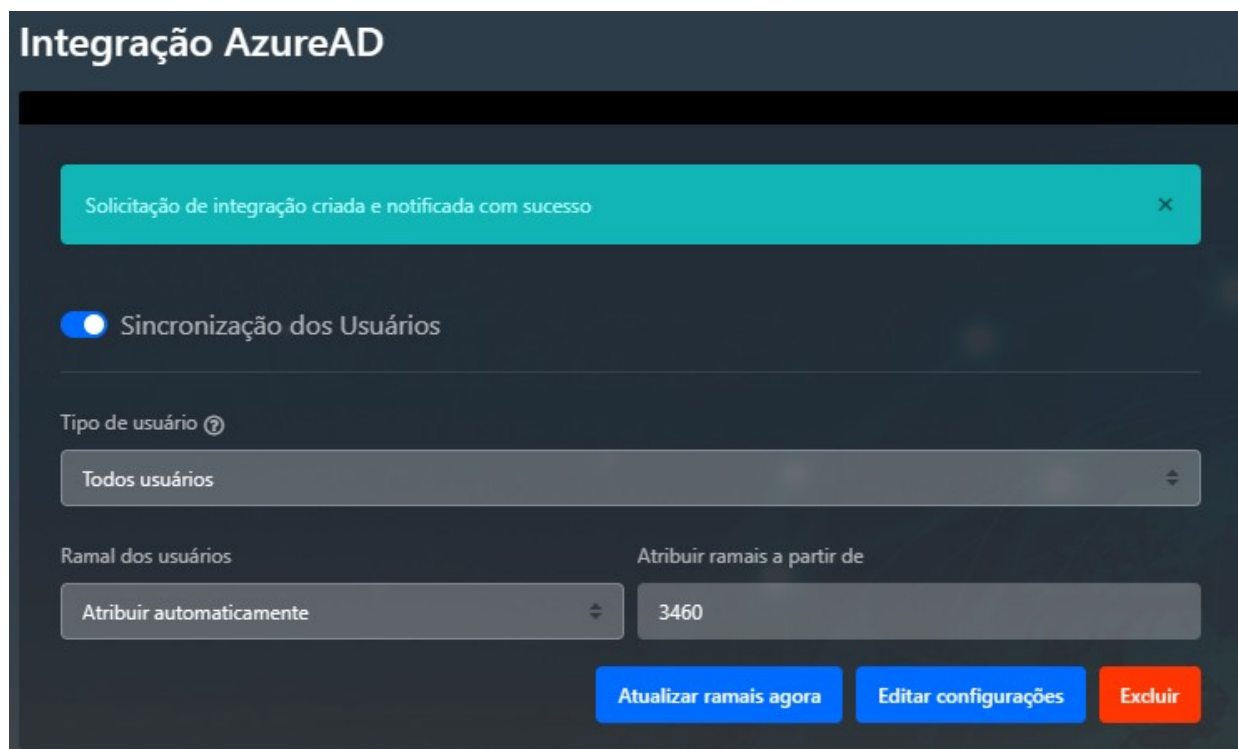 Integração AzureAD
Solicitação de integração criada e notificada com sucesso
Sincronização dos Usuários
Tipo de usuário
Todos usuários
Ramal dos usuários
Atribuir ramais a partir de
Atribuir automaticamente
3460
Atualizar ramais agora
Editar configurações
Excluir